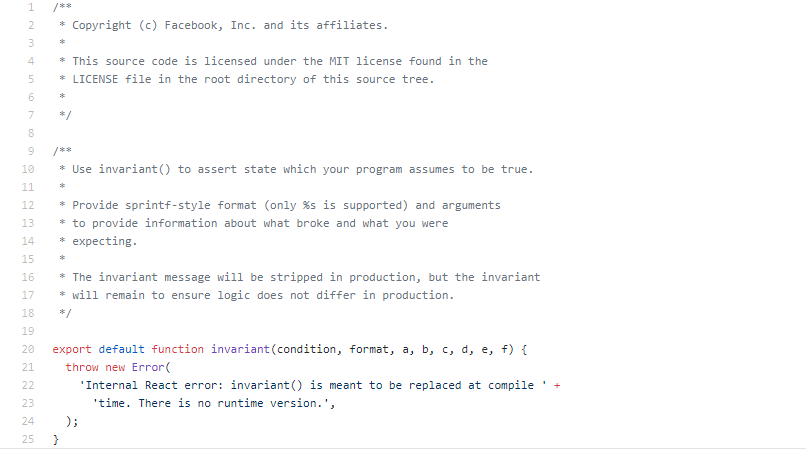 1 /**
2 * Copyright (c) Facebook, Inc. and its affiliates.
3 *
4 * This source code is licensed under the MIT license found in the
5 * LICENSE file in the root directory of this source tree.
6 *
7 */
8
9 /**
10 * Use invariant() to assert state which your program assumes to be true.
11 *
12 * Provide sprintf-style format (only %s is supported) and arguments
13 * to provide information about what broke and what you were
14 * expecting.
15 *
16 * The invariant message will be stripped in production, but the invariant
17 * will remain to ensure logic does not differ in production.
18 */
19
20 export default function invariant(condition, format, a, b, c, d, e, f) {
21 throw new Error(
22 'Internal React error: invariant() is meant to be replaced at compile ' +
23 'time. There is no runtime version.',
24 );
25 }